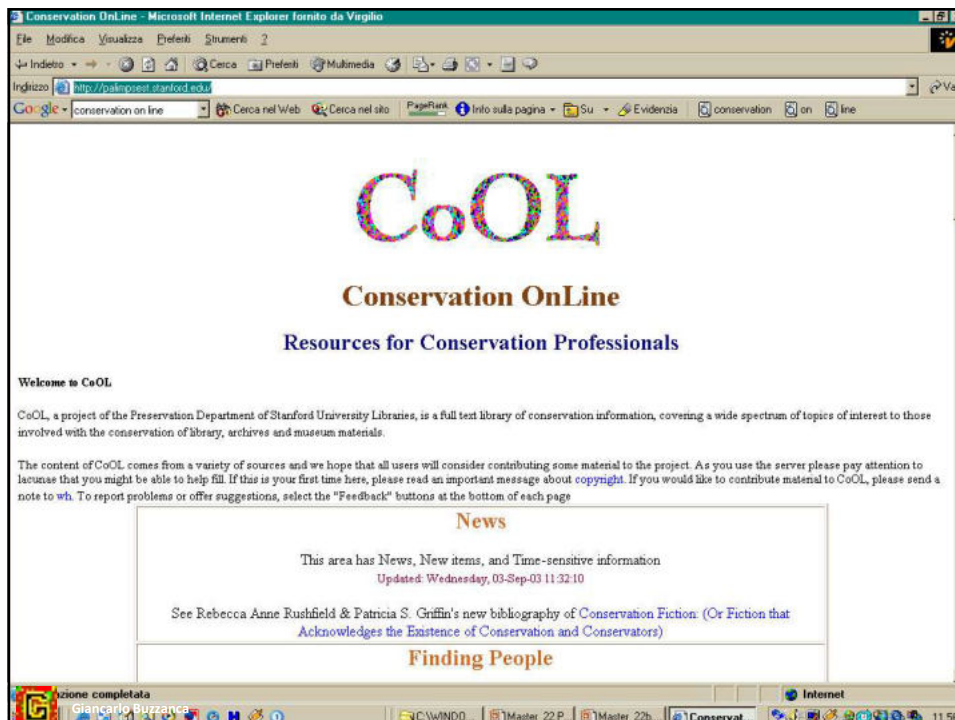 Conservation OnLine - Microsoft Internet Explorer fornito da Virgilio
File Modifica Visualizza Preferiti Strumenti ?
Indietro Cerca Preferiti Multimedia
Indirizzo http://palimpsest.stanford.edu/ Va
Google conservation on line Cerca nel Web Cerca nel sito PageRank Info sulla pagina Su Evidenzia conservation on line
CoOL
Conservation OnLine
Resources for Conservation Professionals
Welcome to CoOL
CoOL, a project of the Preservation Department of Stanford University Libraries, is a full text library of conservation information, covering a wide spectrum of topics of interest to those
involved with the conservation of library, archives and museum materials.
The content of CoOL comes from a variety of sources and we hope that all users will consider contributing some material to the project. As you use the server please pay attention to
lacunae that you might be able to help fill. If this is your first time here, please read an important message about copyright. If you would like to contribute material to CoOL, please send a
note to wh. To report problems or offer suggestions, select the "Feedback" buttons at the bottom of each page
News
This area has News, New items, and Time-sensitive information
Updated: Wednesday, 03-Sep-03 11:32:10
See Rebecca Anne Rushfield & Patricia S. Griffin's new bibliography of Conservation Fiction: (Or Fiction that
Acknowledges the Existence of Conservation and Conservators)
Finding People
zione completata Internet
Giancarlo Buzzanca C:\WINDO... Master 22 P... Master 22b... Conservat...